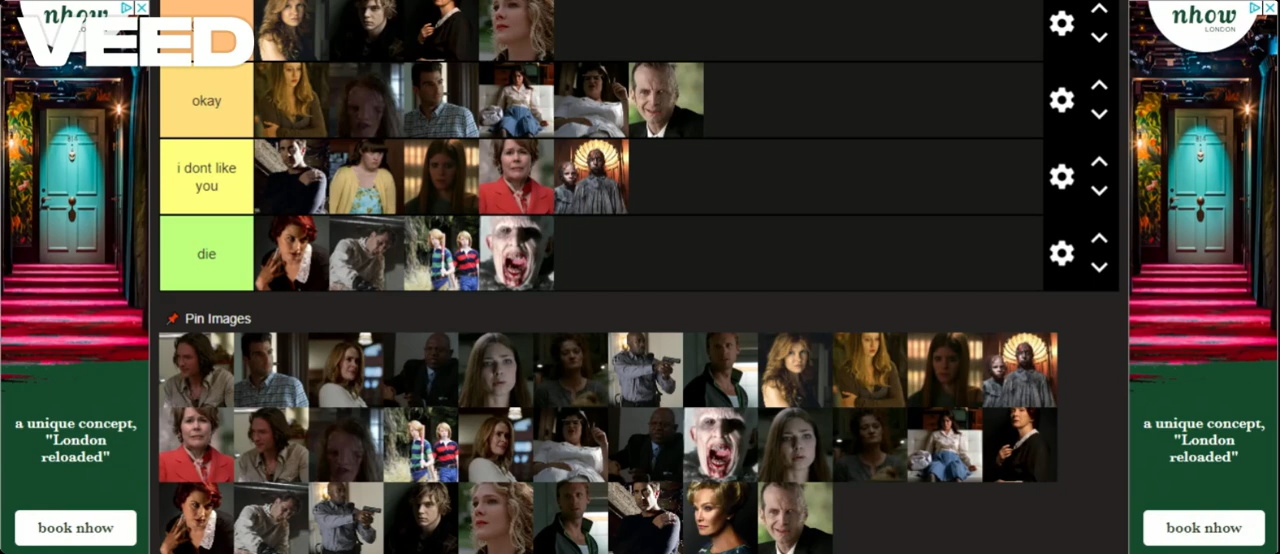 nhow
LONDON
VEED
nhow
LONDON
okay
i dont like
you
die
Pin Images
a unique concept,
"London
reloaded"
book nhow
a unique concept,
"London
reloaded"
book nhow